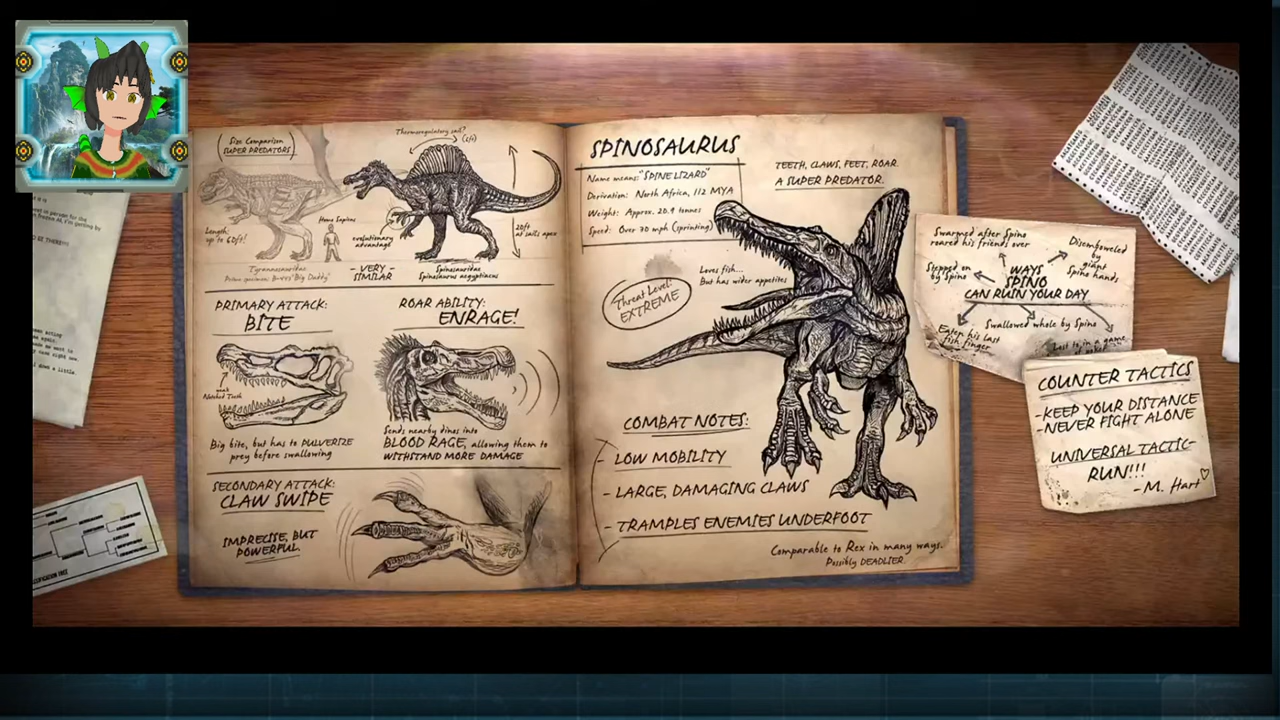 Size Comparison
SUPER PREDATORS
Thermoregulatory sail?
Length:
up to 60ft!
Homo Sapiens
evolutionary
advantage
20ft
at sails apex
Tyrannosauridae
"Big Daddy"
- VERY -
SIMILAR
Spinosauridae
Spinosaurus aegypticus
PRIMARY ATTACK:
BITE
Notched Teeth
Big bite, but has to PULVERIZE
prey before swallowing
ROAR ABILITY:
ENRAGE!
Sends nearby dinos into
BLOOD RAGE, allowing them to
WITHSTAND MORE DAMAGE
SECONDARY ATTACK:
CLAW SWIPE
IMPRECISE, BUT
POWERFUL.
SPINOSAURUS
Name means: "SPINE LIZARD"
Derivation: North Africa, 112 MYA
Weight: Approx. 20.9 tonnes
Speed: Over 30 mph (sprinting)
TEETH, CLAWS, FEET, ROAR.
A SUPER PREDATOR.
Threat Level:
EXTREME
Loves fish...
But has wider appetites
COMBAT NOTES:
- LOW MOBILITY
- LARGE, DAMAGING CLAWS
- TRAMPLES ENEMIES UNDERFOOT
Comparable to Rex in many ways.
Possibly DEADLIER.
Swarmed after Spino
roared his friends over
Disemboweled
by
giant
Spino hands
Stepped on
by Spino
WAYS
SPINO
CAN RUIN YOUR DAY
Eaten his last
fish finger
Swallowed whole by Spino
COUNTER TACTICS
-KEEP YOUR DISTANCE
-NEVER FIGHT ALONE
UNIVERSAL TACTIC-
RUN!!!
- M. Hart